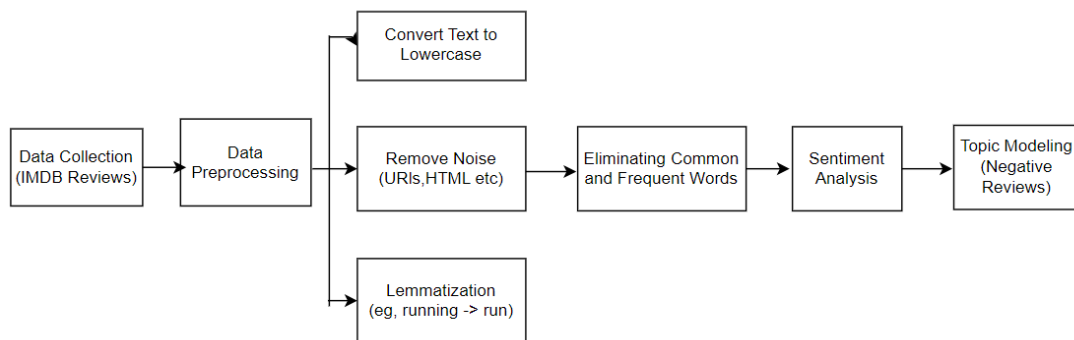 Convert Text to
Lowercase
Data Collection
(IMDB Reviews)
Data
Preprocessing
Remove Noise
(URIs,HTML etc)
Eliminating Common
and Frequent Words
Sentiment
Analysis
Topic Modeling
(Negative
Reviews)
Lemmatization
(eg, running -> run)